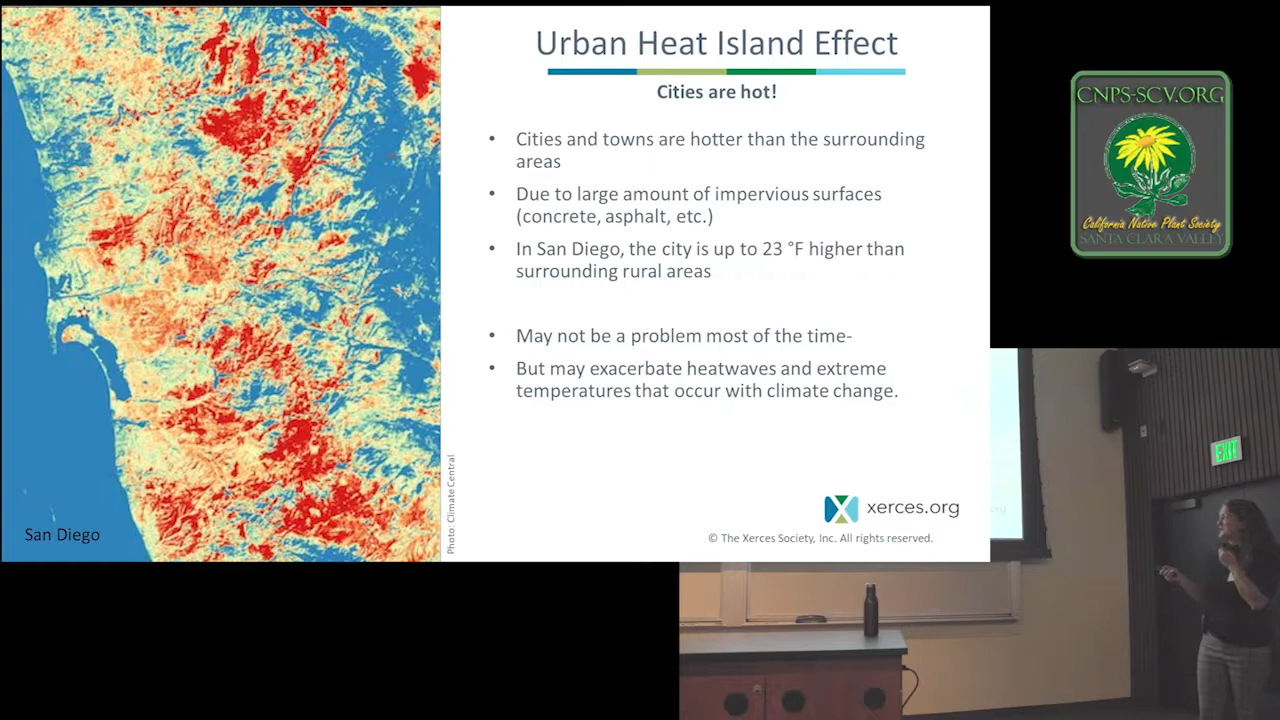 Urban Heat Island Effect
Cities are hot!
• Cities and towns are hotter than the surrounding
areas
• Due to large amount of impervious surfaces
(concrete, asphalt, etc.)
• In San Diego, the city is up to 23 °F higher than
surrounding rural areas
• May not be a problem most of the time-
• But may exacerbate heatwaves and extreme
temperatures that occur with climate change.
San Diego
Photo: Climate Central
xerces.org
© The Xerces Society, Inc. All rights reserved.
CNPS-SCV.ORG
California Native Plant Society
SANTA CLARA VALLEY
EXIT